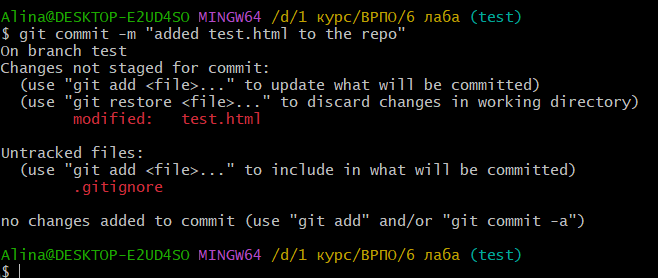 Alina@DESKTOP-E2UD4SO MINGW64 /d/1 курс/ВРПО/6 лаба (test)
$ git commit -m "added test.html to the repo"
On branch test
Changes not staged for commit:
  (use "git add <file>..." to update what will be committed)
  (use "git restore <file>..." to discard changes in working directory)
        modified:   test.html

Untracked files:
  (use "git add <file>..." to include in what will be committed)
        .gitignore

no changes added to commit (use "git add" and/or "git commit -a")

Alina@DESKTOP-E2UD4SO MINGW64 /d/1 курс/ВРПО/6 лаба (test)
$